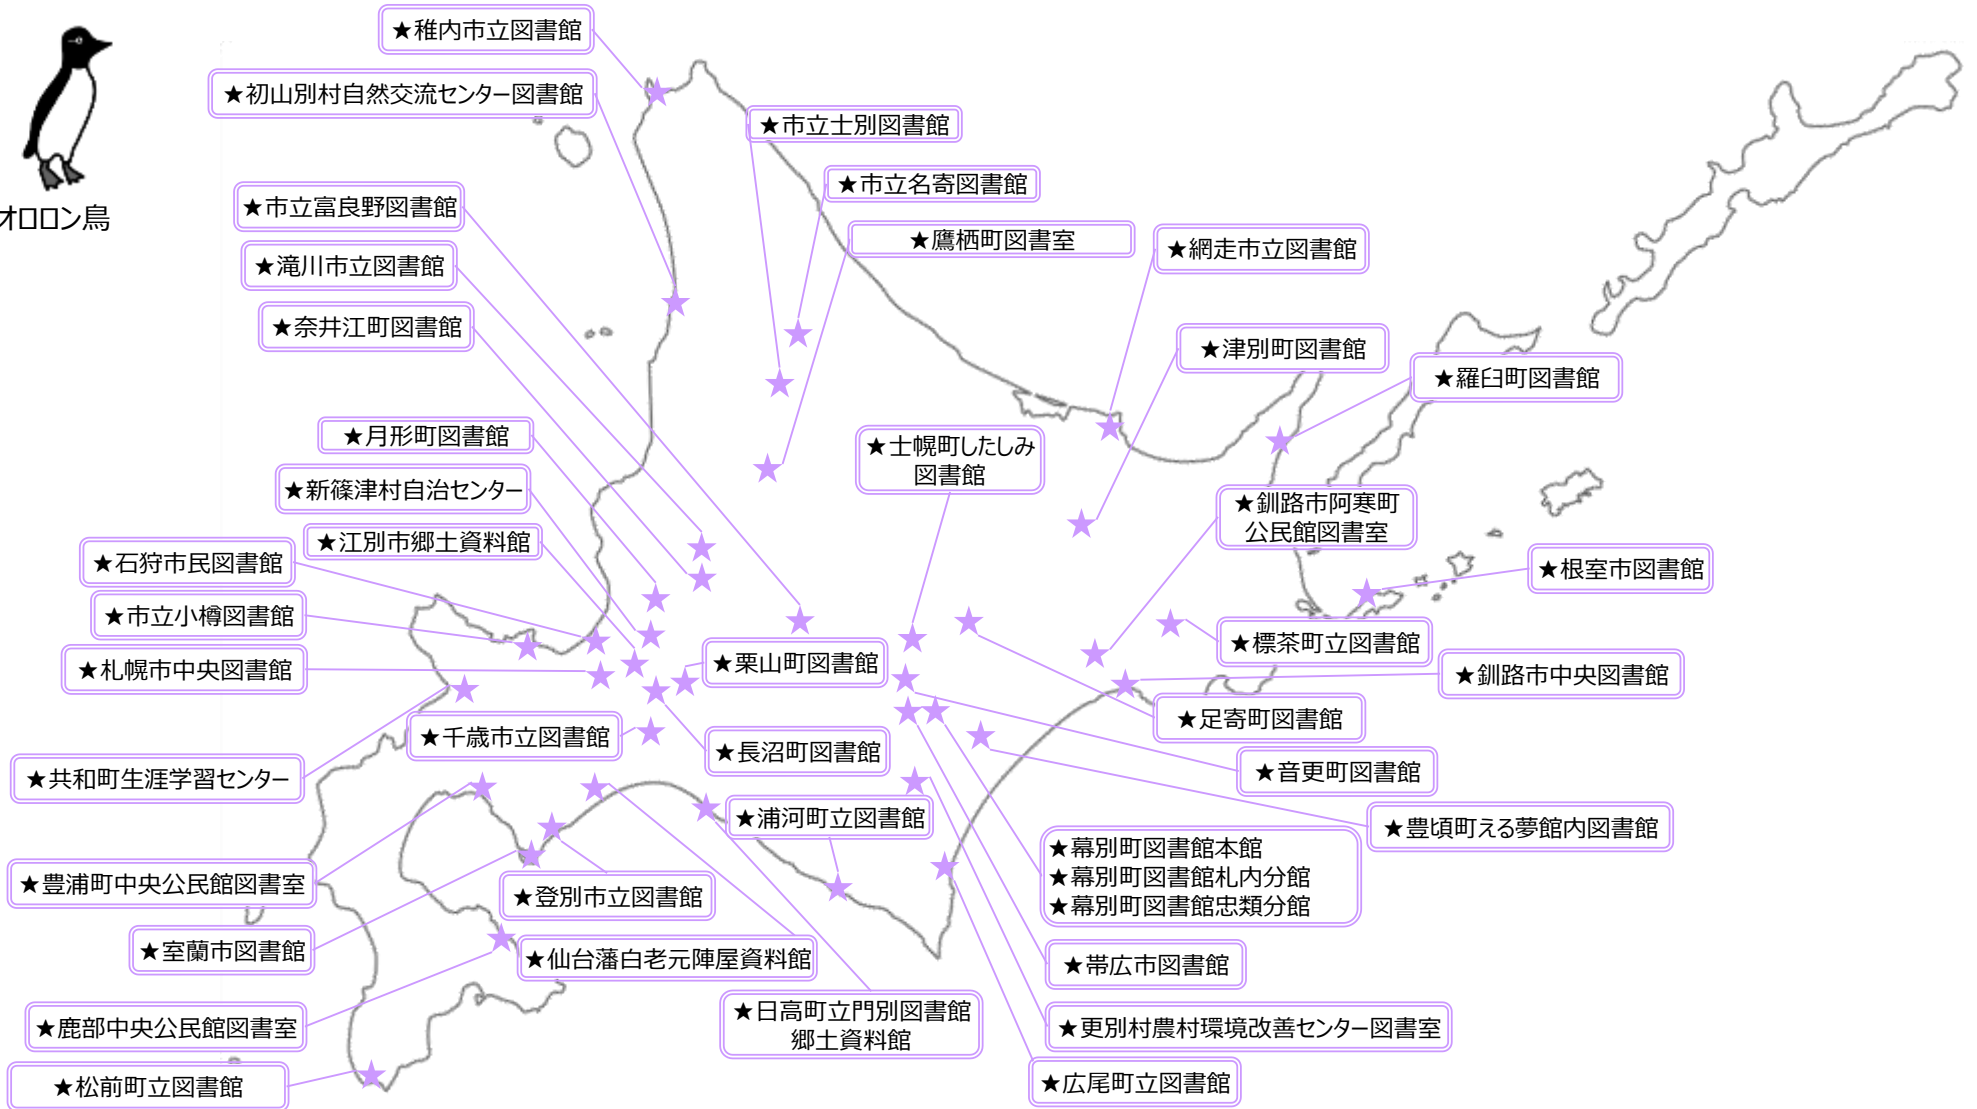 ★稚内市立図書館
★初山別村自然交流センター図書館
★市立士別図書館
★市立名寄図書館
オロロン鳥
★市立富良野図書館
★鷹栖町図書室
★網走市立図書館
★滝川市立図書館
★奈井江町図書館
★津別町図書館
★羅臼町図書館
★月形町図書館
★士幌町したしみ
図書館
★新篠津村自治センター
★釧路市阿寒町
公民館図書室
★江別市郷土資料館
★石狩市民図書館
★根室市図書館
★市立小樽図書館
★標茶町立図書館
★札幌市中央図書館
★栗山町図書館
★釧路市中央図書館
★足寄町図書館
★千歳市立図書館
★長沼町図書館
★共和町生涯学習センター
★音更町図書館
★浦河町立図書館
★豊頃町える夢館内図書館
★幕別町図書館本館
★幕別町図書館札内分館
★幕別町図書館忠類分館
★豊浦町中央公民館図書室
★登別市立図書館
★室蘭市図書館
★仙台藩白老元陣屋資料館
★帯広市図書館
★日高町立門別図書館
郷土資料館
★鹿部中央公民館図書室
★更別村農村環境改善センター図書室
★松前町立図書館
★広尾町立図書館